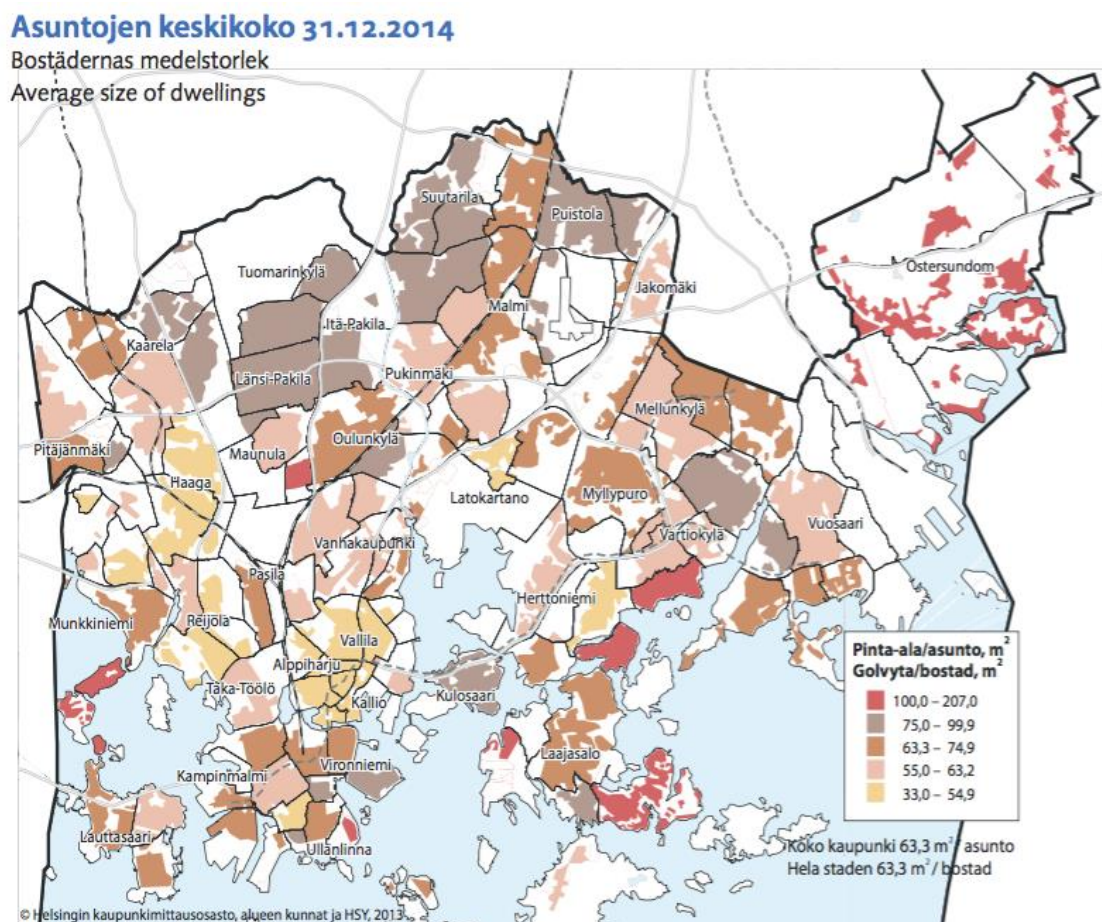 Asuntojen keskikoko 31.12.2014
Bostädernas medelstorlek
Average size of dwellings
Suutarila
Puistola
Tuomarinkylä
Östersundom
Jakomäki
Malmi
Itä-Pakila
Kaarela
Länsi-Pakila
Pukinmäki
Mellunkylä
Pitäjänmäki
Maunula
Oulunkylä
Haaga
Latokartano
Myllypuro
Vuosaari
Vartiokylä
Vanhakaupunki
Pasila
Herttoniemi
Munkkiniemi
Reijola
Vallila
Alppiharju
Taka-Töölö
Kallio
Kulosaari
Laajasalo
Vironniemi
Kampinmalmi
Lauttasaari
Ullanlinna
Pinta-ala/asunto, m²
Golvyta/bostad, m²
100,0 – 207,0
75,0 – 99,9
63,3 – 74,9
55,0 – 63,2
33,0 – 54,9
Koko kaupunki 63,3 m²/ asunto
Hela staden 63,3 m² / bostad
© Helsingin kaupunkimittausosasto, alueen kunnat ja HSY, 2013